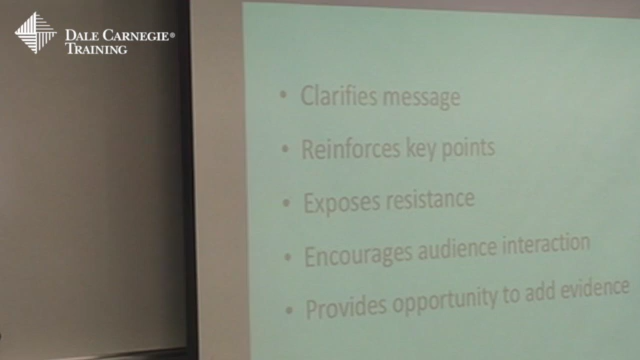 DALE CARNEGIE®
TRAINING
• Clarifies message
• Reinforces key points
• Exposes resistance
• Encourages audience interaction
• Provides opportunity to add evidence